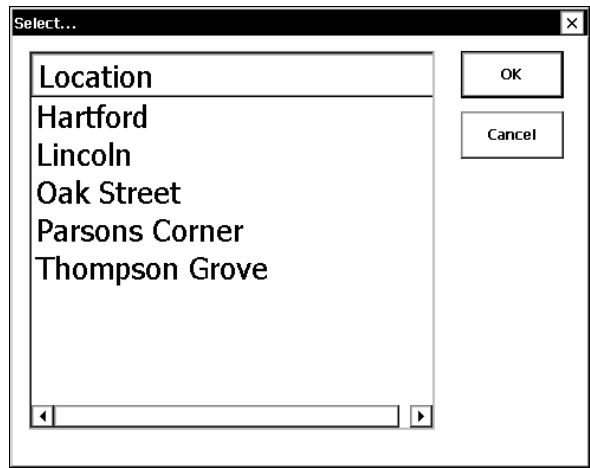 Select...
Location
OK
Hartford
Cancel
Lincoln
Oak Street
Parsons Corner
Thompson Grove